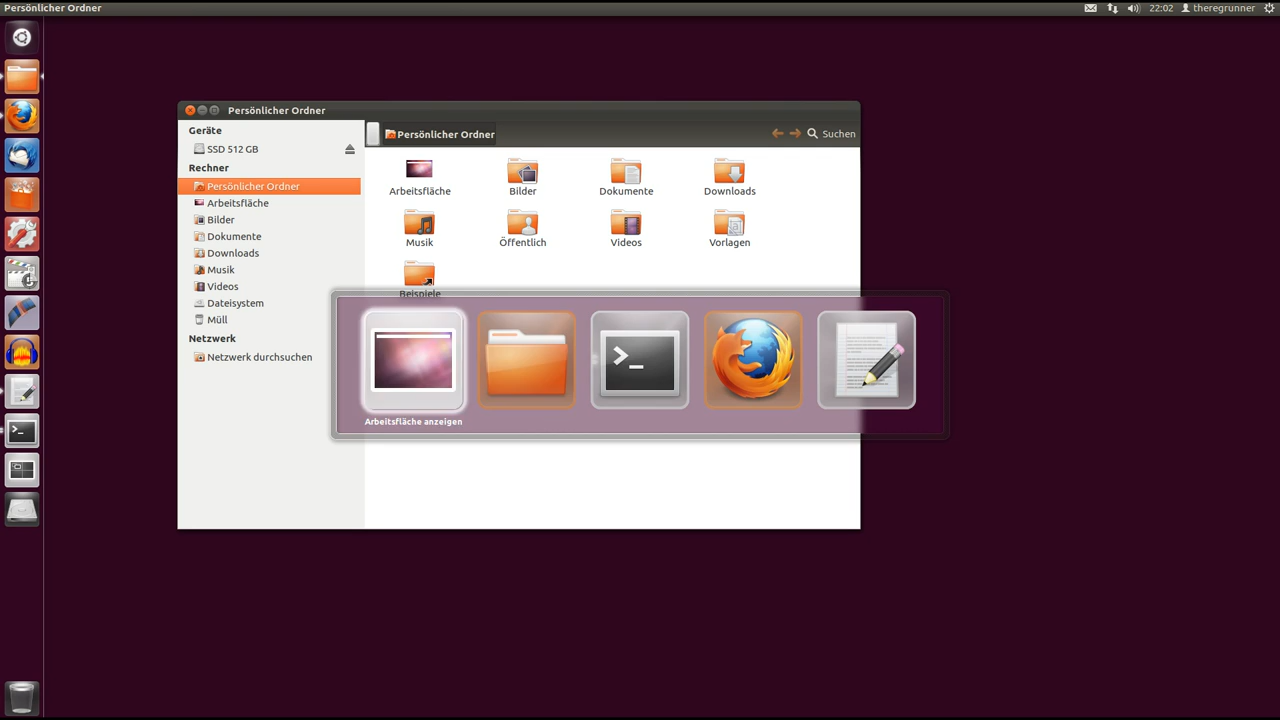 Persönlicher Ordner
22:02 theregrunner
Persönlicher Ordner
Geräte
SSD 512 GB
Rechner
Persönlicher Ordner
Arbeitsfläche
Bilder
Dokumente
Downloads
Musik
Videos
Dateisystem
Müll
Netzwerk
Netzwerk durchsuchen
Persönlicher Ordner
Suchen
Arbeitsfläche
Bilder
Dokumente
Downloads
Musik
Öffentlich
Videos
Vorlagen
Beispiele
Arbeitsfläche anzeigen